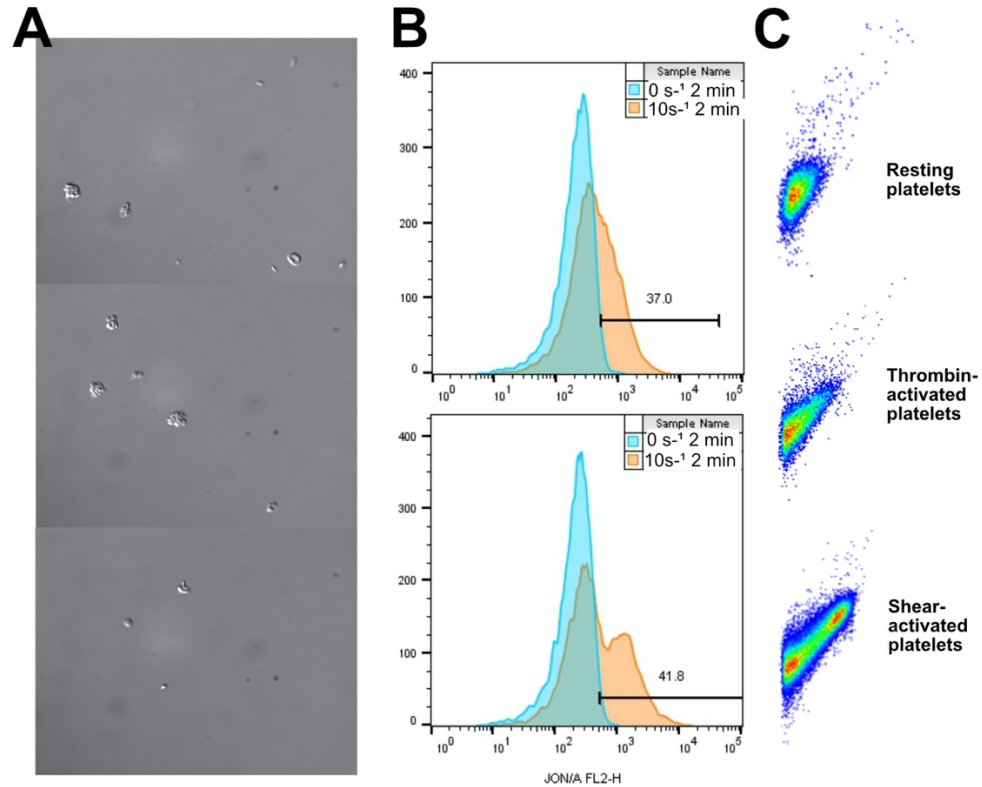 A
B
C
Sample Name
0 s-¹ 2 min
10s-¹ 2 min
400
300
200
100
0
37.0
10⁰ 10¹ 10² 10³ 10⁴ 10⁵
Sample Name
0 s-¹ 2 min
10s-¹ 2 min
400
300
200
100
0
41.8
10⁰ 10¹ 10² 10³ 10⁴ 10⁵
JON/A FL2-H
Resting
platelets
Thrombin-
activated
platelets
Shear-
activated
platelets